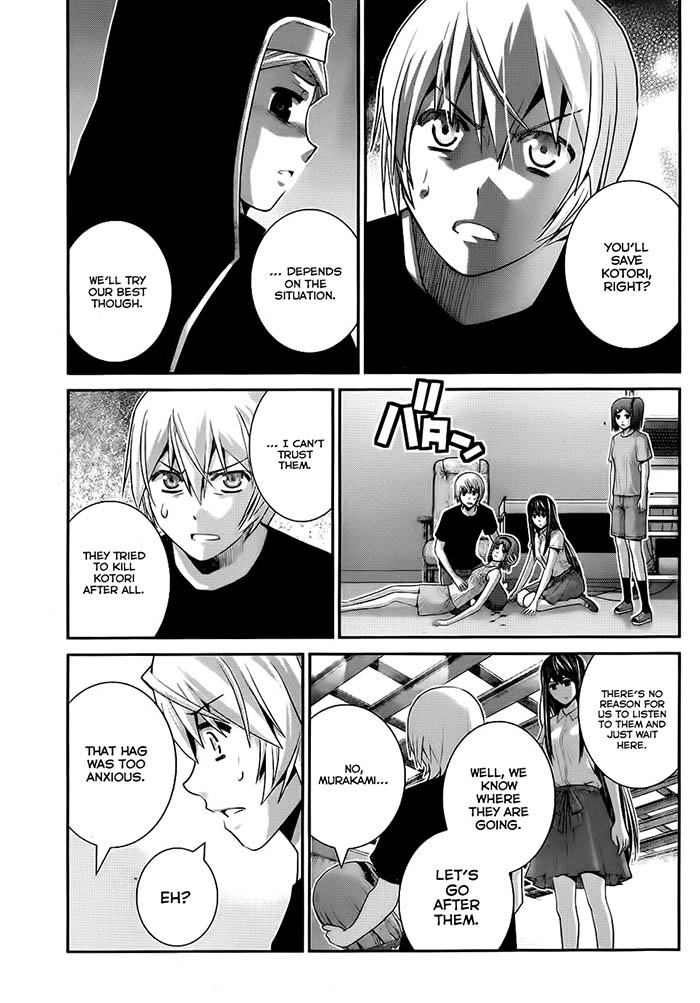 YOU'LL
SAVE
KOTORI,
RIGHT?
... DEPENDS
ON THE
SITUATION.
WE'LL TRY
OUR BEST
THOUGH.
バタン
... I CAN'T
TRUST
THEM.
THEY TRIED
TO KILL
KOTORI
AFTER ALL.
THERE'S NO
REASON FOR
US TO LISTEN
TO THEM AND
JUST WAIT
HERE.
WELL, WE
KNOW
WHERE
THEY ARE
GOING.
LET'S
GO
AFTER
THEM.
NO,
MURAKAMI...
THAT HAG
WAS TOO
ANXIOUS.
EH?